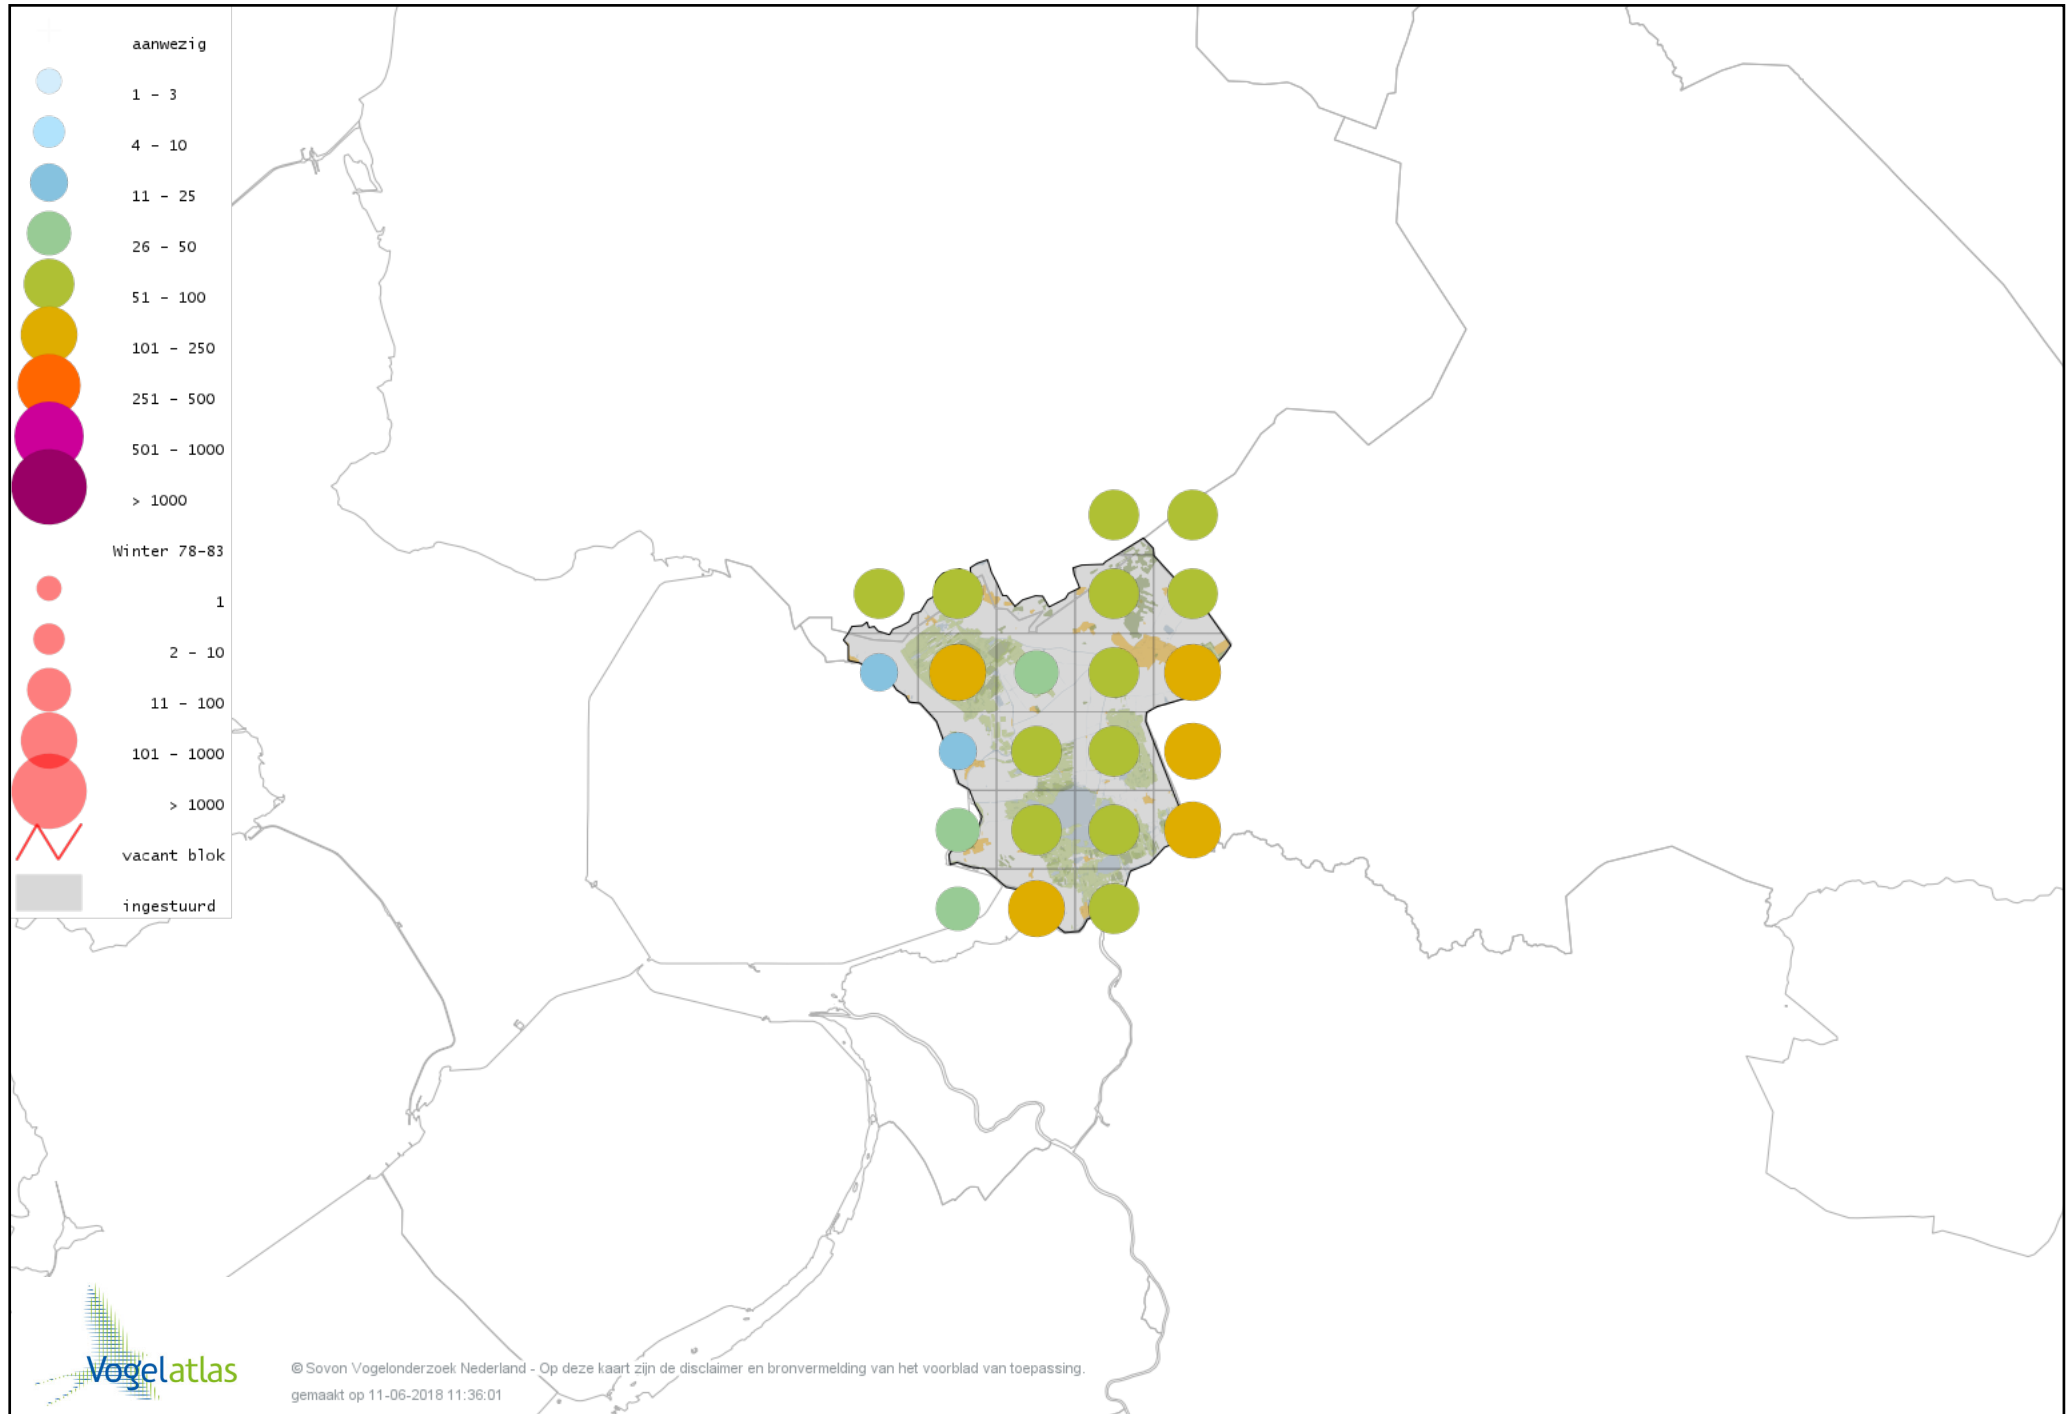 aanwezig
1 - 3
4 - 10
11 - 25
26 - 50
51 - 100
101 - 250
251 - 500
501 - 1000
> 1000
Winter 78-83
1
2 - 10
11 - 100
101 - 1000
> 1000
vacant blok
ingestuurd
Vogelatlas
© Sovon Vogelonderzoek Nederland - Op deze kaart zijn de disclaimer en bronvermelding van het voorblad van toepassing.
gemaakt op 11-06-2018 11:36:01